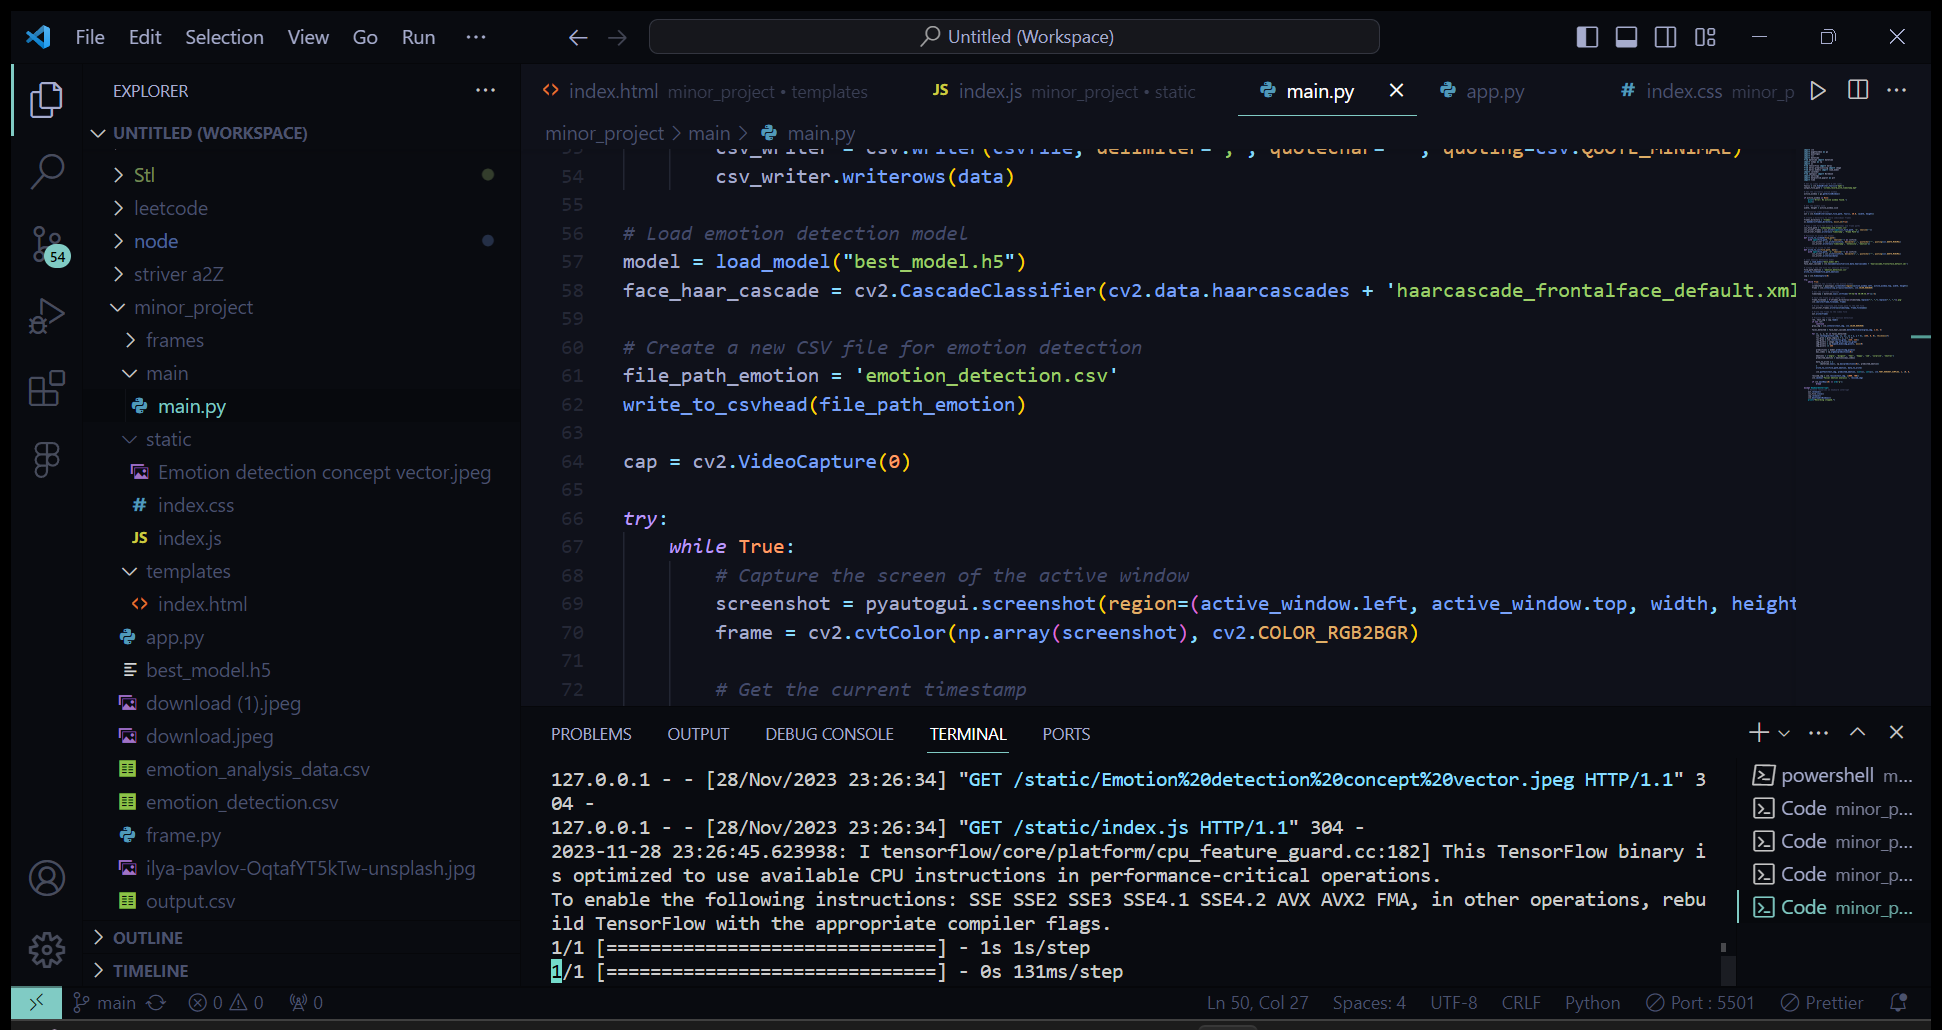 File Edit Selection View Go Run ···
Untitled (Workspace)
EXPLORER ···
UNTITLED (WORKSPACE)
Stl
leetcode
node
striver a2Z
minor_project
frames
main
main.py
static
Emotion detection concept vector.jpeg
# index.css
JS index.js
templates
<> index.html
app.py
best_model.h5
download (1).jpeg
download.jpeg
emotion_analysis_data.csv
emotion_detection.csv
frame.py
ilya-pavlov-OqtafYT5kTw-unsplash.jpg
output.csv
OUTLINE
TIMELINE
54
<> index.html minor_project • templates
JS index.js minor_project • static
main.py
app.py
# index.css minor_p
minor_project > main > main.py
53 csv_writer = csv.writer(csvfile, delimiter=',', quoting=csv.QUOTE_MINIMAL)
54 csv_writer.writerows(data)
55
56 # Load emotion detection model
57 model = load_model("best_model.h5")
58 face_haar_cascade = cv2.CascadeClassifier(cv2.data.haarcascades + 'haarcascade_frontalface_default.xml
59
60 # Create a new CSV file for emotion detection
61 file_path_emotion = 'emotion_detection.csv'
62 write_to_csvhead(file_path_emotion)
63
64 cap = cv2.VideoCapture(0)
65
66 try:
67 while True:
68 # Capture the screen of the active window
69 screenshot = pyautogui.screenshot(region=(active_window.left, active_window.top, width, height
70 frame = cv2.cvtColor(np.array(screenshot), cv2.COLOR_RGB2BGR)
71
72 # Get the current timestamp
PROBLEMS OUTPUT DEBUG CONSOLE TERMINAL PORTS
127.0.0.1 - - [28/Nov/2023 23:26:34] "GET /static/Emotion%20detection%20concept%20vector.jpeg HTTP/1.1" 3
04 -
127.0.0.1 - - [28/Nov/2023 23:26:34] "GET /static/index.js HTTP/1.1" 304 -
2023-11-28 23:26:45.623938: I tensorflow/core/platform/cpu_feature_guard.cc:182] This TensorFlow binary i
s optimized to use available CPU instructions in performance-critical operations.
To enable the following instructions: SSE SSE2 SSE3 SSE4.1 SSE4.2 AVX AVX2 FMA, in other operations, rebu
ild TensorFlow with the appropriate compiler flags.
1/1 [==============================] - 1s 1s/step
1/1 [==============================] - 0s 131ms/step
powershell m...
Code minor_p...
Code minor_p...
Code minor_p...
Code minor_p...
main 0 0 0
Ln 50, Col 27 Spaces: 4 UTF-8 CRLF Python Port : 5501 Prettier